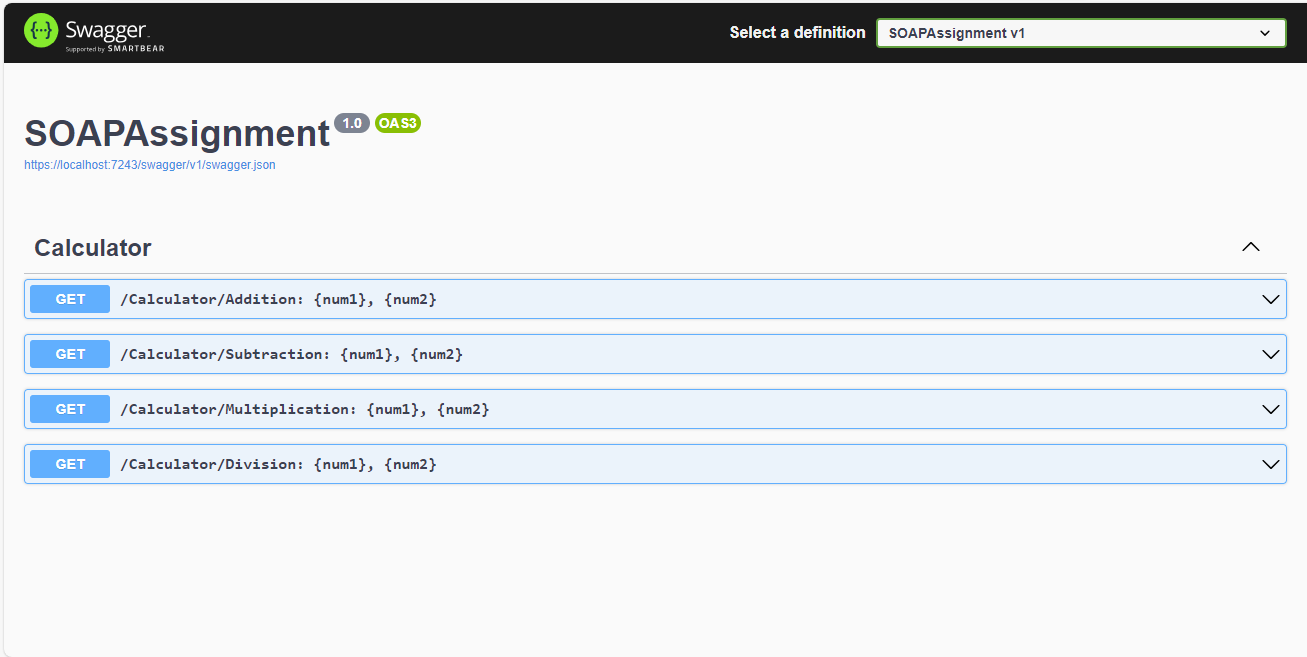 Swagger.
Supported by SMARTBEAR
Select a definition
SOAPAssignment v1
SOAPAssignment 1.0 OAS3
https://localhost:7243/swagger/v1/swagger.json
Calculator
GET /Calculator/Addition: {num1}, {num2}
GET /Calculator/Subtraction: {num1}, {num2}
GET /Calculator/Multiplication: {num1}, {num2}
GET /Calculator/Division: {num1}, {num2}